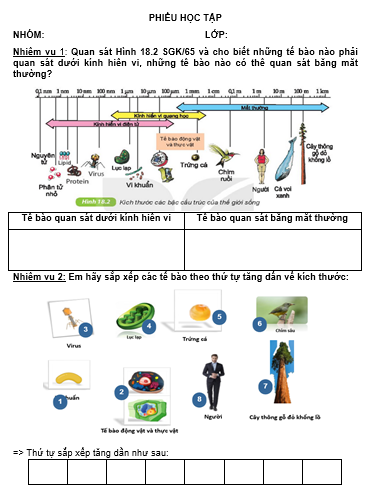 PHIẾU HỌC TẬP
NHÓM: LỚP:
Nhiệm vụ 1: Quan sát Hình 18.2 SGK/65 và cho biết những tế bào nào phải
quan sát dưới kính hiển vi, những tế bào nào có thể quan sát bằng mắt
thường?
0,1 nm 1 nm 10 nm 100 nm 1 µm 10 µm 100 µm 1 mm 10 mm 100 mm 1 m 10 m 100 m
Mắt thường
Kính hiển vi quang học
Kính hiển vi điện tử
Tế bào động vật
và thực vật
Nguyên
tử
Lipid
Phân tử
nhỏ
Protein
Virus
Lục lạp
Vi khuẩn
Trứng cá
Chim
ruồi
Người
Cá voi
xanh
Cây thông
gỗ đỏ
khổng lồ
Hình 18.2 Kích thước các bậc cấu trúc của thế giới sống
Tế bào quan sát dưới kính hiển vi Tế bào quan sát bằng mắt thường
Nhiệm vụ 2: Em hãy sắp xếp các tế bào theo thứ tự tăng dần về kích thước:
3
Virus
4
Lục lạp
5
Trứng cá
6
Chim sâu
1
khuẩn
2
Tế bào động vật và thực vật
8
Người
7
Cây thông gỗ đỏ khổng lồ
=> Thứ tự sắp xếp tăng dần như sau: